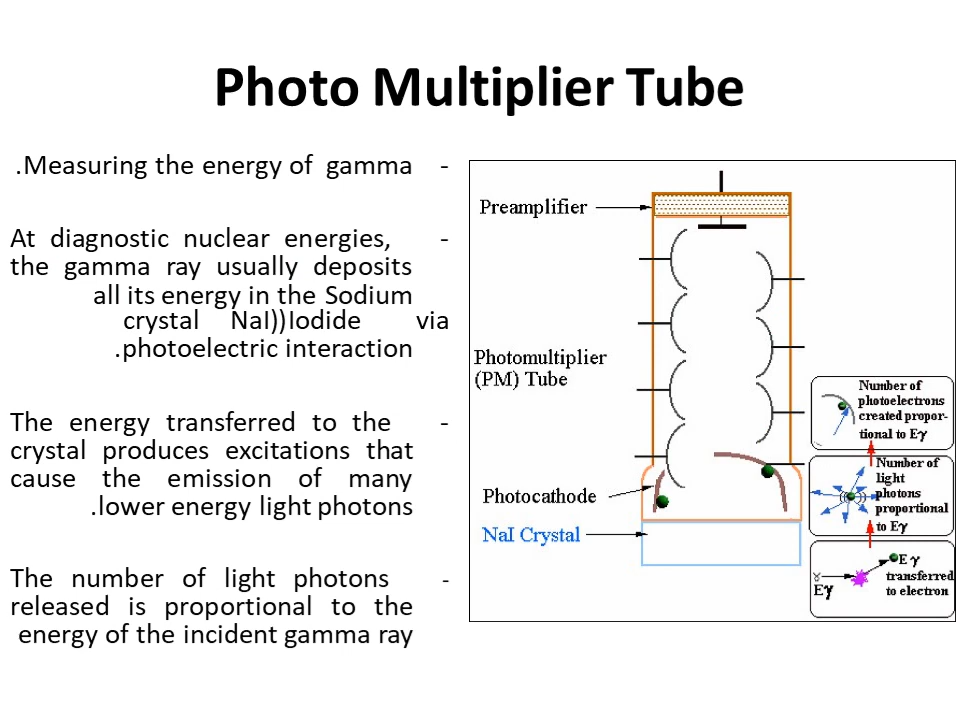 Photo Multiplier Tube
.Measuring the energy of gamma -
At diagnostic nuclear energies, -
the gamma ray usually deposits
all its energy in the Sodium
crystal NaI))Iodide via
.photoelectric interaction
The energy transferred to the -
crystal produces excitations that
cause the emission of many
.lower energy light photons
The number of light photons -
released is proportional to the
energy of the incident gamma ray
Preamplifier
Photomultiplier
(PM) Tube
Photocathode
NaI Crystal
Number of
photoelectrons
created propor-
tional to Eγ
Number of
light
photons
proportional
to Eγ
Eγ
transferred
to electron
γ
Eγ